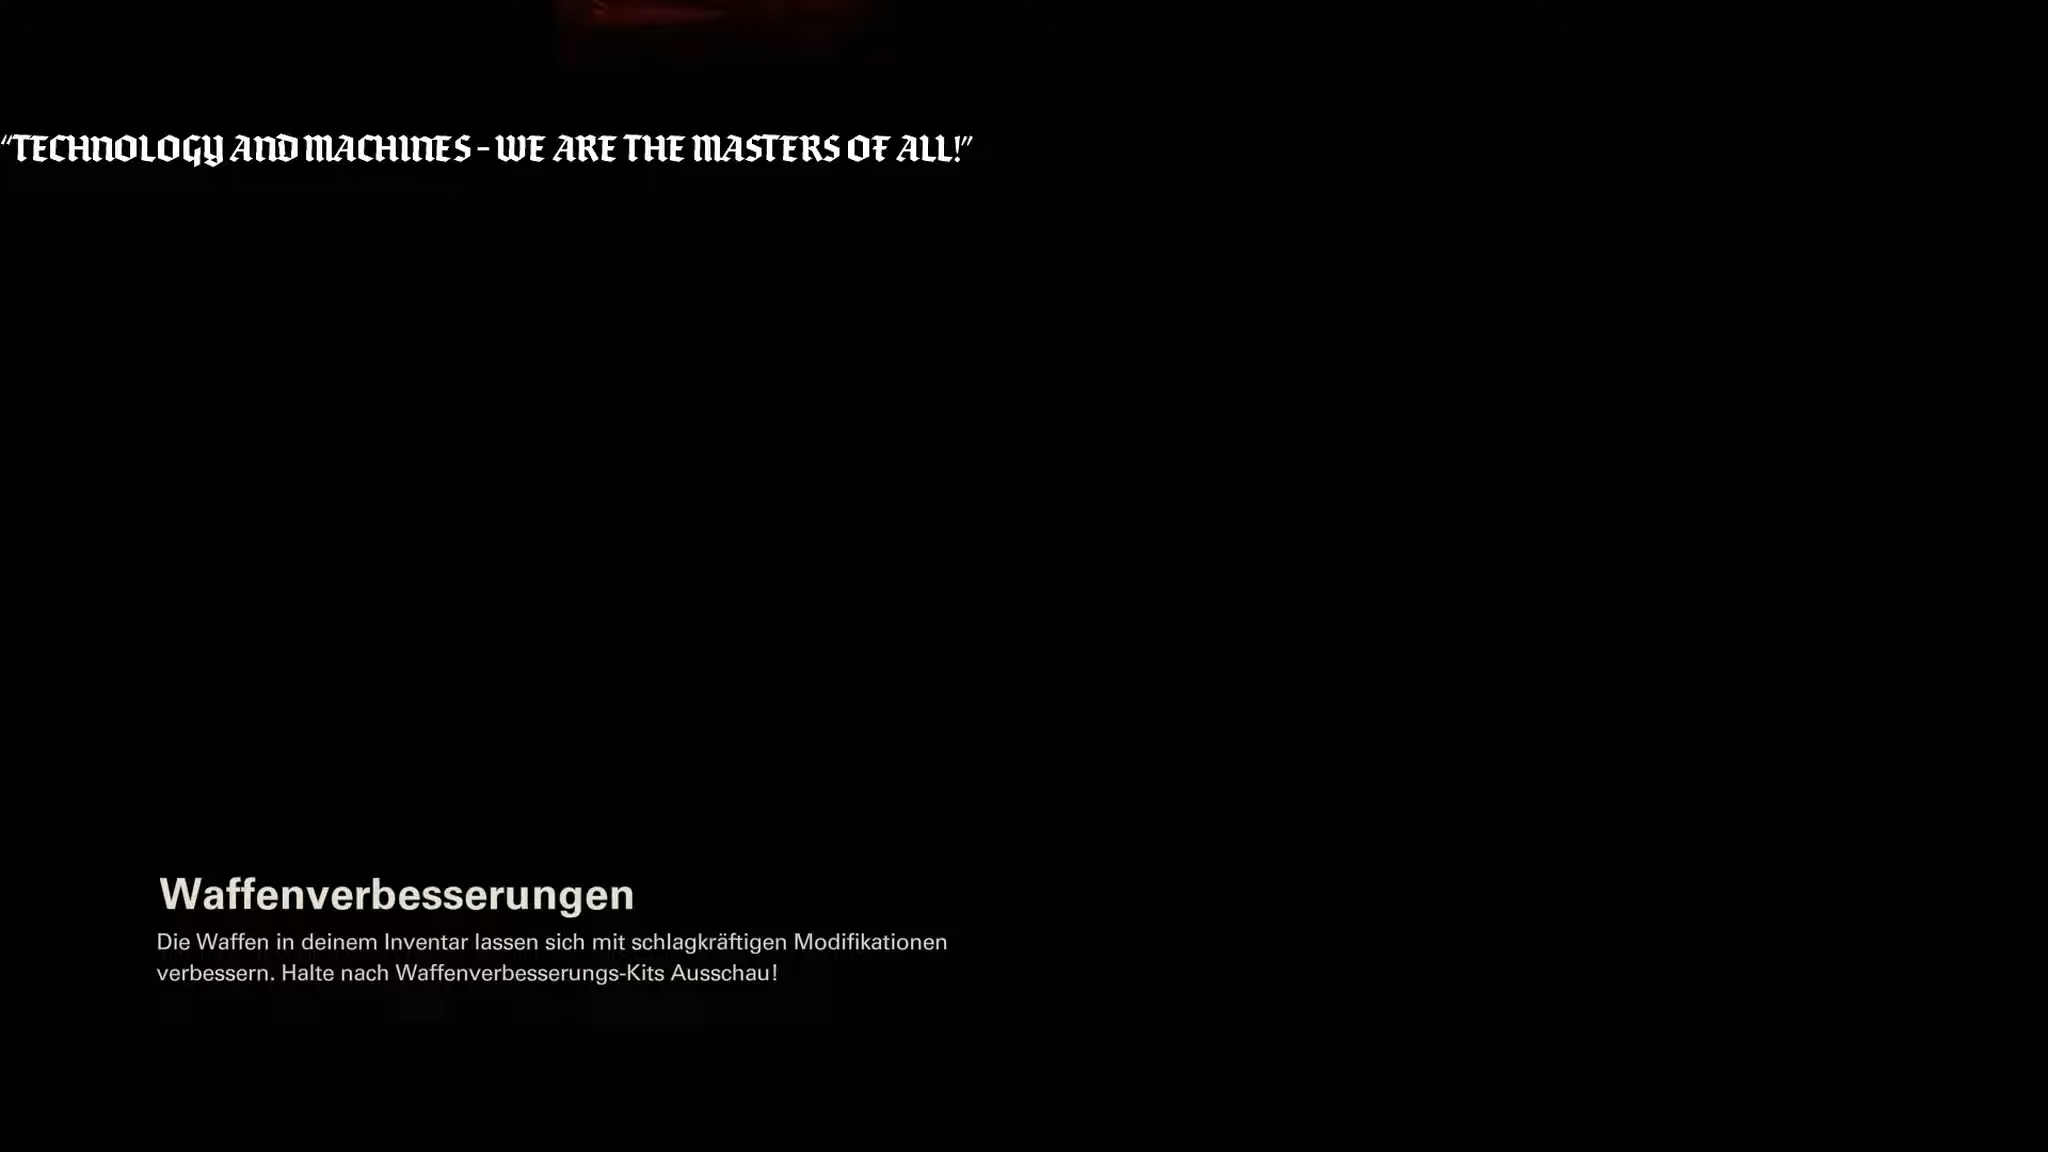 “TECHNOLOGY AND MACHINES - WE ARE THE MASTERS OF ALL!”
Waffenverbesserungen
Die Waffen in deinem Inventar lassen sich mit schlagkräftigen Modifikationen
verbessern. Halte nach Waffenverbesserungs-Kits Ausschau!